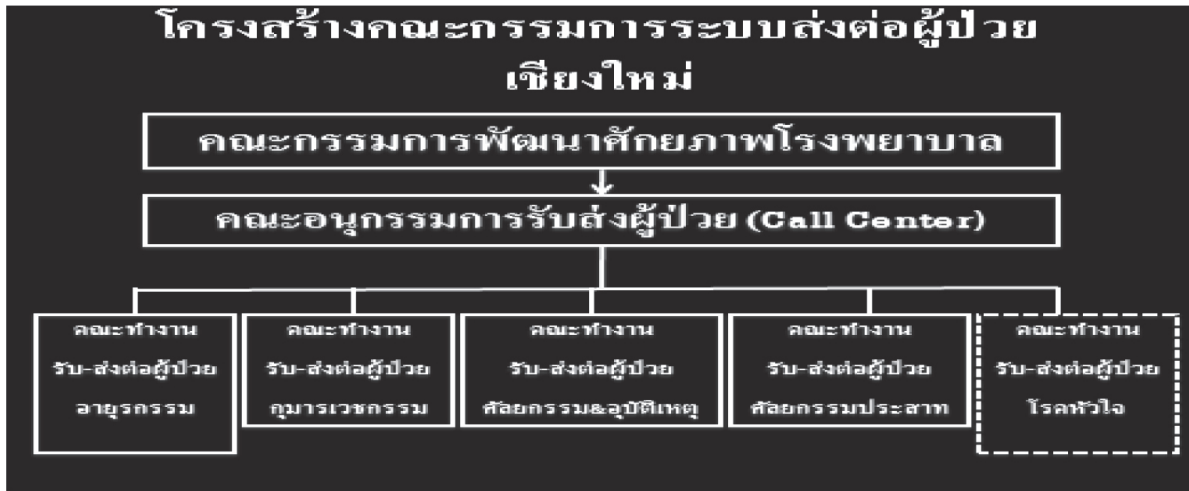 โครงสร้างคณะกรรมการระบบส่งต่อผู้ป่วย
เชียงใหม่
คณะกรรมการพัฒนาศักยภาพโรงพยาบาล
คณะอนุกรรมการรับส่งผู้ป่วย (Call Center)
คณะทำงาน
รับ-ส่งต่อผู้ป่วย
อายุรกรรม
คณะทำงาน
รับ-ส่งต่อผู้ป่วย
กุมารเวชกรรม
คณะทำงาน
รับ-ส่งต่อผู้ป่วย
ศัลยกรรม&อุบัติเหตุ
คณะทำงาน
รับ-ส่งต่อผู้ป่วย
ศัลยกรรมประสาท
คณะทำงาน
รับ-ส่งต่อผู้ป่วย
โรคหัวใจ